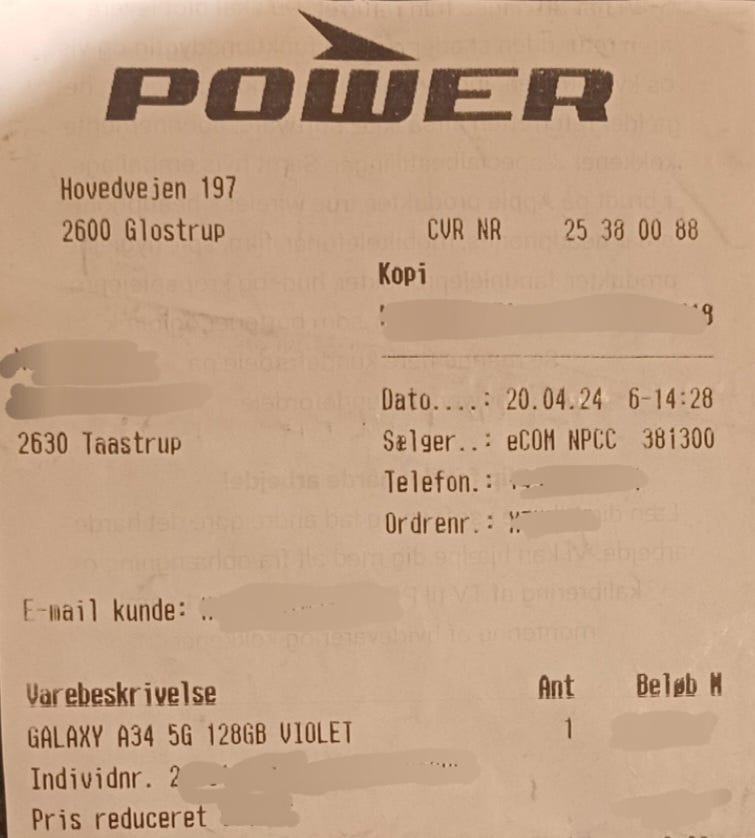 POWER
Hovedvejen 197
2600 Glostrup
CVR NR 25 38 00 88
Kopi
2630 Taastrup
Dato....: 20.04.24 6-14:28
Sælger..: eCOM NPCC 381300
Telefon.:
Ordrenr.:
E-mail kunde:
Varebeskrivelse Ant Beløb M
GALAXY A34 5G 128GB VIOLET 1
Individnr. 2
Pris reduceret